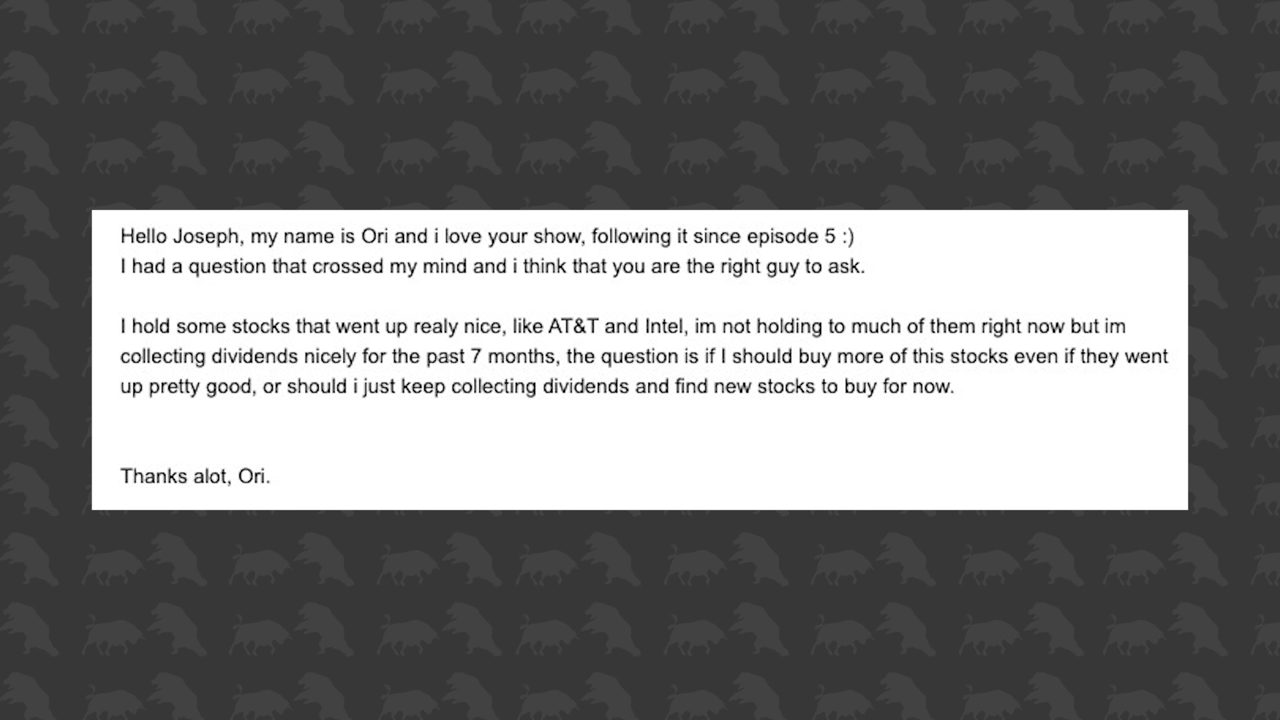 Hello Joseph, my name is Ori and i love your show, following it since episode 5 :)
I had a question that crossed my mind and i think that you are the right guy to ask.
I hold some stocks that went up realy nice, like AT&T and Intel, im not holding to much of them right now but im
collecting dividends nicely for the past 7 months, the question is if I should buy more of this stocks even if they went
up pretty good, or should i just keep collecting dividends and find new stocks to buy for now.
Thanks alot, Ori.